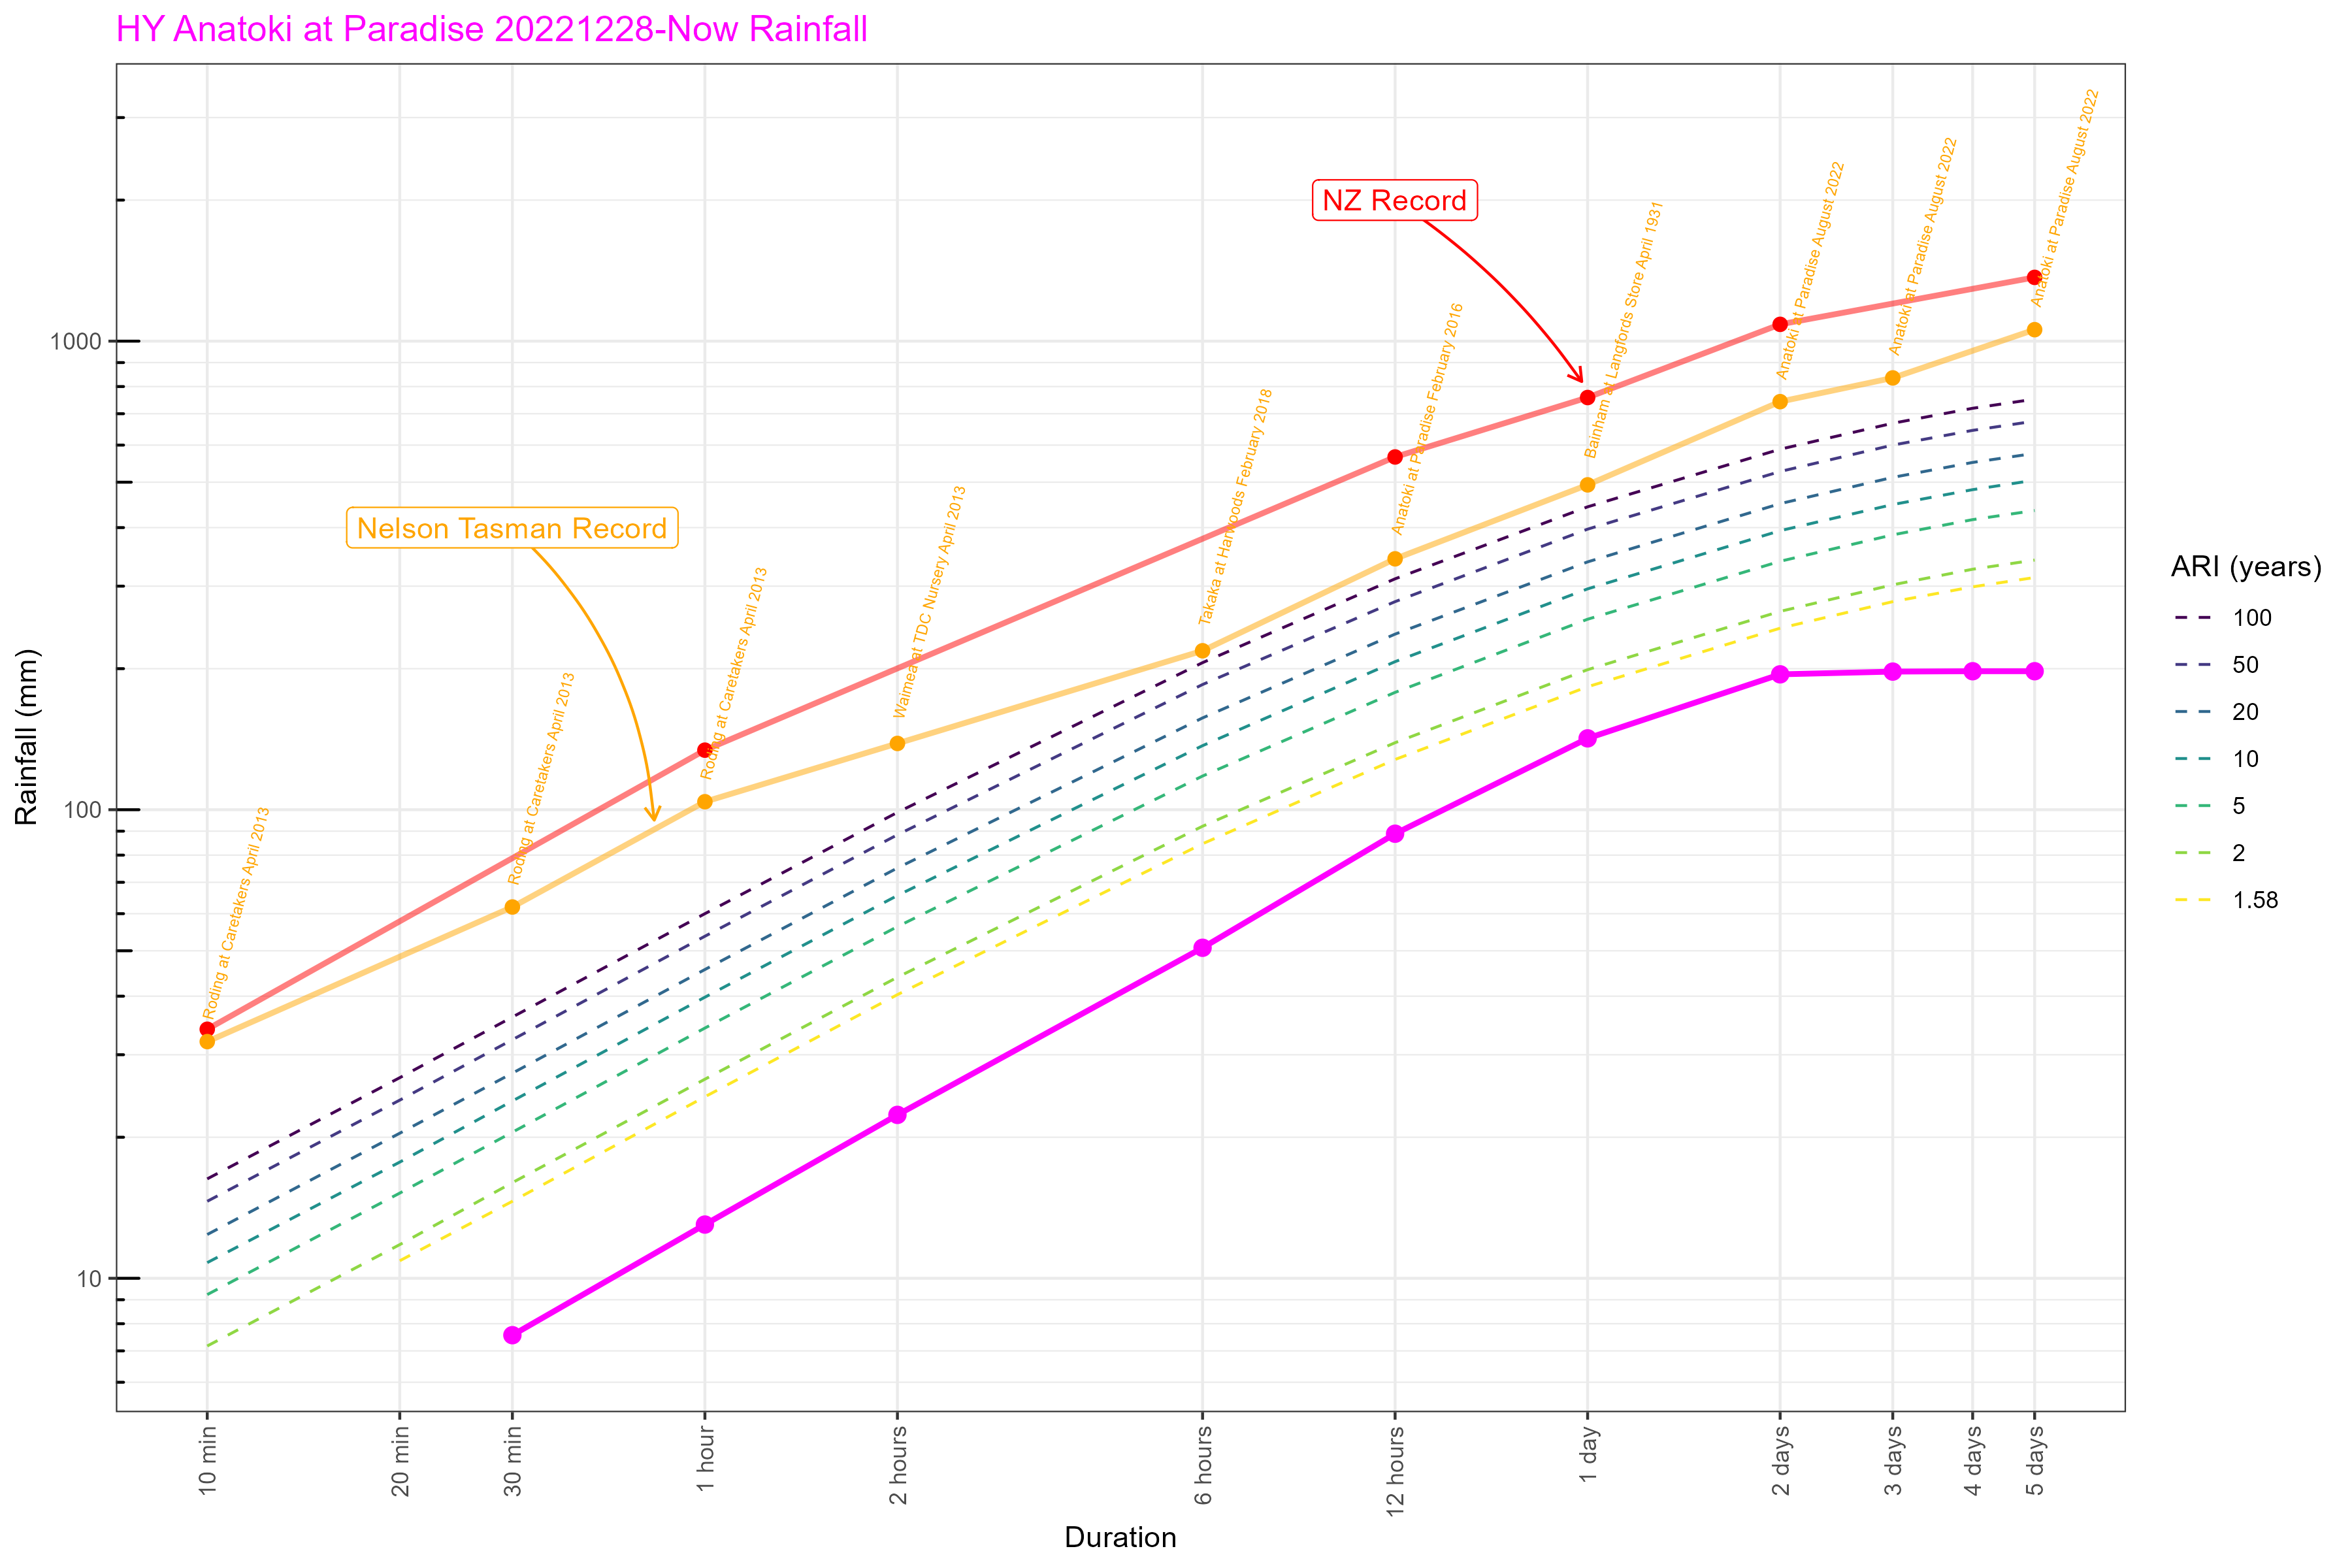 HY Anatoki at Paradise 20221228-Now Rainfall
Rainfall (mm)
1000
100
10
NZ Record
Nelson Tasman Record
Roding at Caretakers April 2013
Roding at Caretakers April 2013
Roding at Caretakers April 2013
Waimea at TDC Nursery April 2013
Takaka at Harwoods February 2018
Anatoki at Paradise February 2016
Bainham at Langfords Store April 1931
Anatoki at Paradise August 2022
Anatoki at Paradise August 2022
Anatoki at Paradise August 2022
ARI (years)
100
50
20
10
5
2
1.58
10 min
20 min
30 min
1 hour
2 hours
6 hours
12 hours
1 day
2 days
3 days
4 days
5 days
Duration